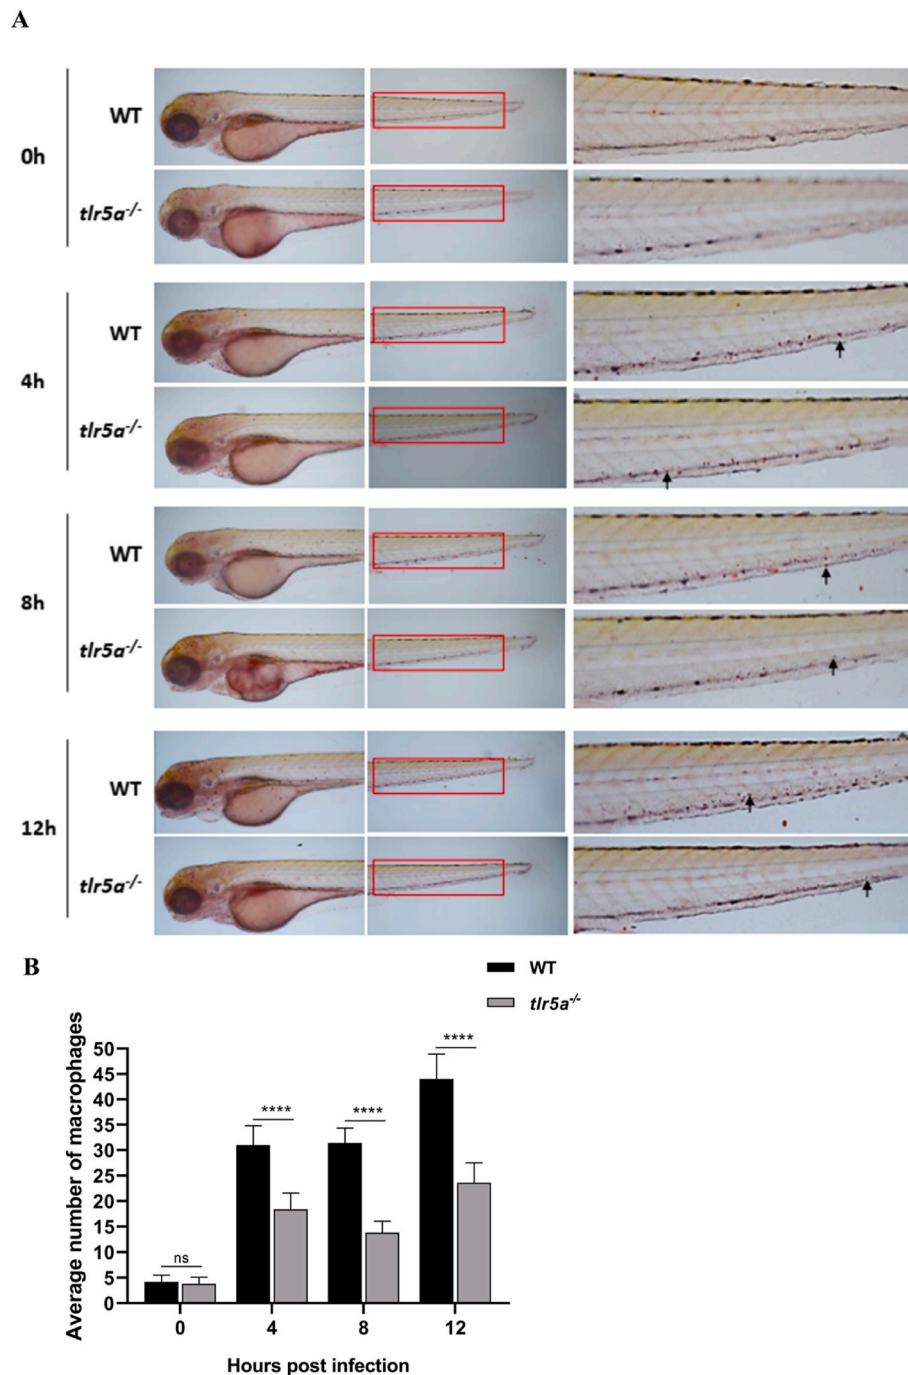 A
0h
WT
tlr5a-/-
4h
WT
tlr5a-/-
8h
WT
tlr5a-/-
12h
WT
tlr5a-/-
B
WT
tlr5a-/-
Average number of macrophages
50
45
40
35
30
25
20
15
10
5
0
ns
****
****
****
0 4 8 12
Hours post infection